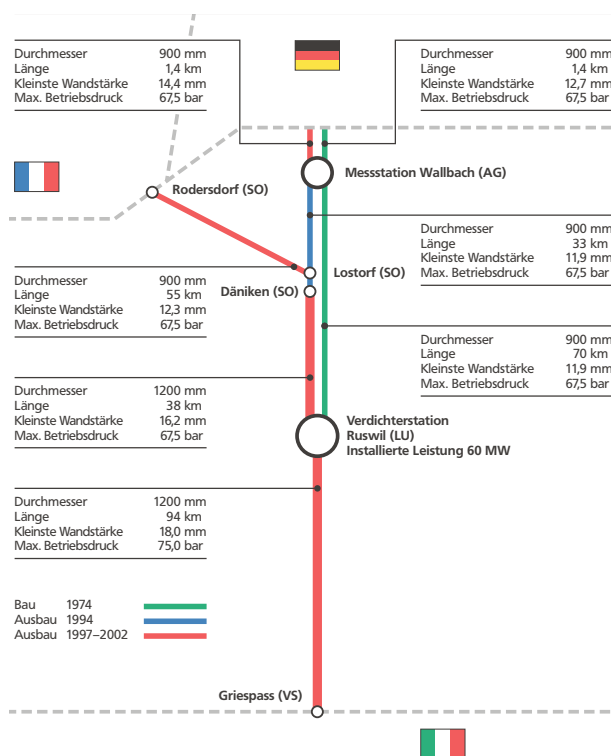 Durchmesser 900 mm
Länge 1,4 km
Kleinste Wandstärke 14,4 mm
Max. Betriebsdruck 67,5 bar
Durchmesser 900 mm
Länge 1,4 km
Kleinste Wandstärke 12,7 mm
Max. Betriebsdruck 67,5 bar
Messstation Wallbach (AG)
Rodersdorf (SO)
Durchmesser 900 mm
Länge 33 km
Kleinste Wandstärke 11,9 mm
Max. Betriebsdruck 67,5 bar
Lostorf (SO)
Däniken (SO)
Durchmesser 900 mm
Länge 55 km
Kleinste Wandstärke 12,3 mm
Max. Betriebsdruck 67,5 bar
Durchmesser 900 mm
Länge 70 km
Kleinste Wandstärke 11,9 mm
Max. Betriebsdruck 67,5 bar
Durchmesser 1200 mm
Länge 38 km
Kleinste Wandstärke 16,2 mm
Max. Betriebsdruck 67,5 bar
Verdichterstation
Ruswil (LU)
Installierte Leistung 60 MW
Durchmesser 1200 mm
Länge 94 km
Kleinste Wandstärke 18,0 mm
Max. Betriebsdruck 75,0 bar
Bau 1974
Ausbau 1994
Ausbau 1997–2002
Griespass (VS)